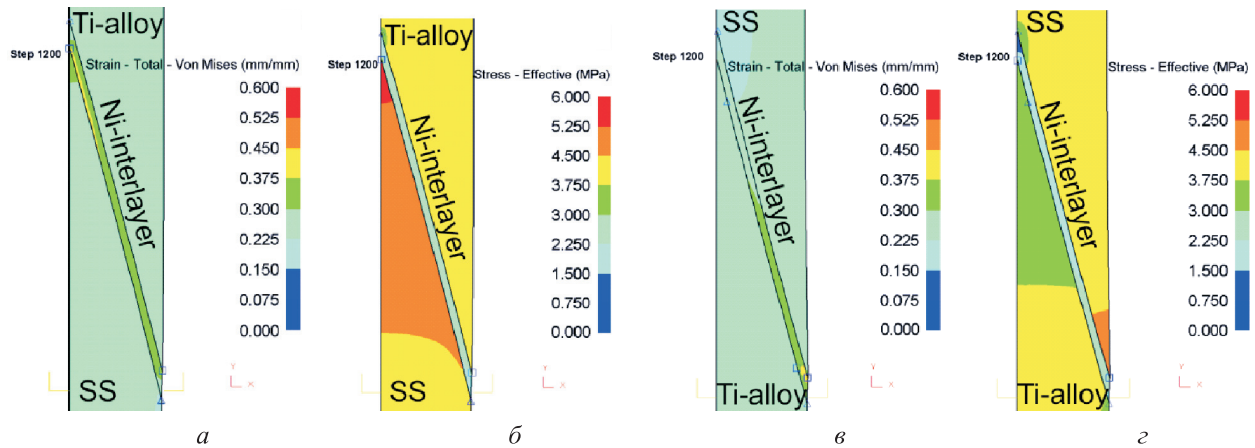 Ti-alloy
Step 1200
Strain - Total - Von Mises (mm/mm)
0.600
0.525
0.450
0.375
0.300
0.225
0.150
0.075
0.000
Ni-interlayer
SS
Y
X
а
Ti-alloy
Step 1200
Stress - Effective (MPa)
6.000
5.250
4.500
3.750
3.000
2.250
1.500
0.750
0.000
Ni-interlayer
SS
Y
X
б
SS
Step 1200
Strain - Total - Von Mises (mm/mm)
0.600
0.525
0.450
0.375
0.300
0.225
0.150
0.075
0.000
Ni-interlayer
Ti-alloy
Y
X
в
SS
Step 1200
Stress - Effective (MPa)
6.000
5.250
4.500
3.750
3.000
2.250
1.500
0.750
0.000
Ni-interlayer
Ti-alloy
Y
X
г